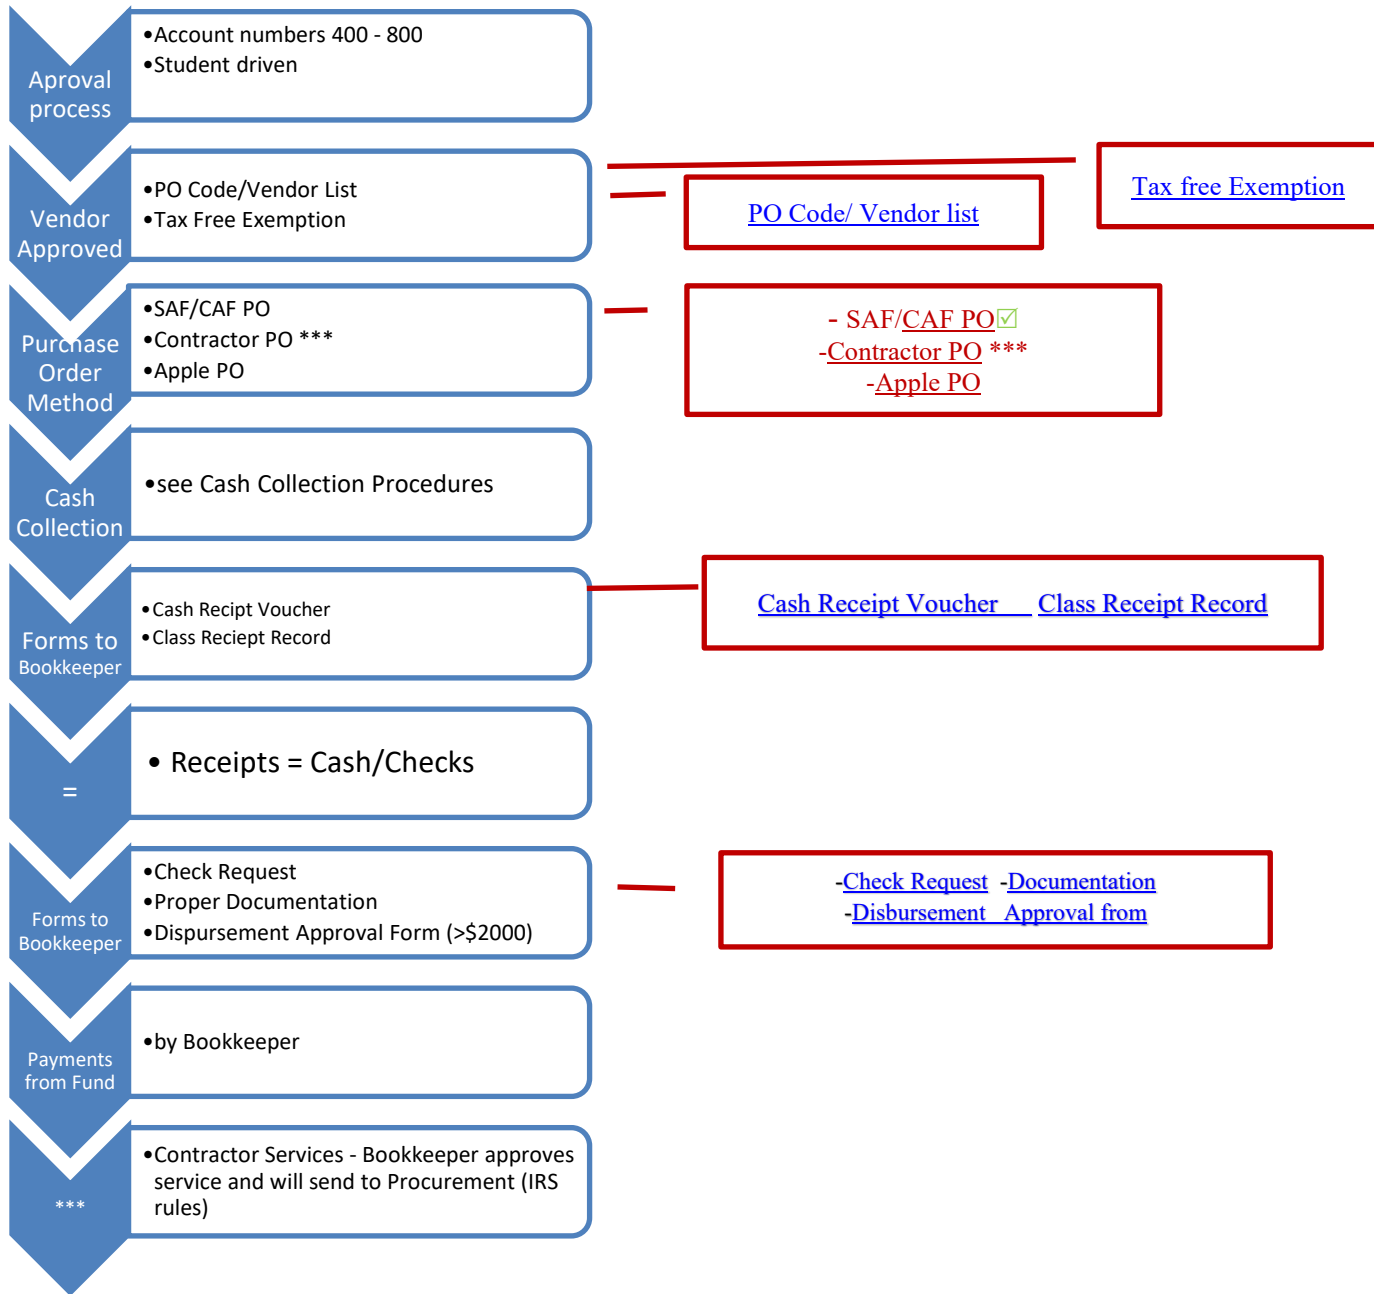 Aproval
process
•Account numbers 400 - 800
•Student driven
Vendor
Approved
•PO Code/Vendor List
•Tax Free Exemption
PO Code/ Vendor list
Tax free Exemption
Purchase
Order
Method
•SAF/CAF PO
•Contractor PO ***
•Apple PO
- SAF/CAF PO☑
-Contractor PO ***
-Apple PO
Cash
Collection
•see Cash Collection Procedures
Forms to
Bookkeeper
•Cash Recipt Voucher
•Class Reciept Record
Cash Receipt Voucher Class Receipt Record
=
• Receipts = Cash/Checks
Forms to
Bookkeeper
•Check Request
•Proper Documentation
•Dispursement Approval Form (>$2000)
-Check Request -Documentation
-Disbursement Approval from
Payments
from Fund
•by Bookkeeper
***
•Contractor Services - Bookkeeper approves
service and will send to Procurement (IRS
rules)